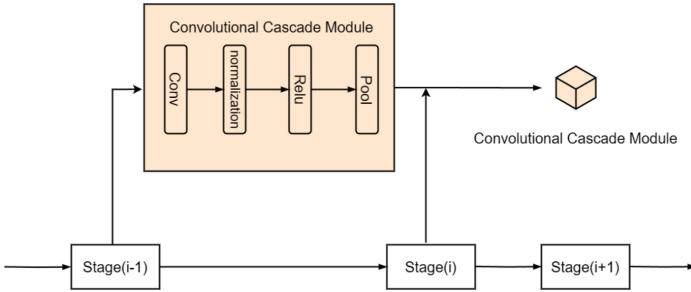 Convolutional Cascade Module
Conv
normalization
Relu
Pool
Convolutional Cascade Module
Stage(i-1)
Stage(i)
Stage(i+1)